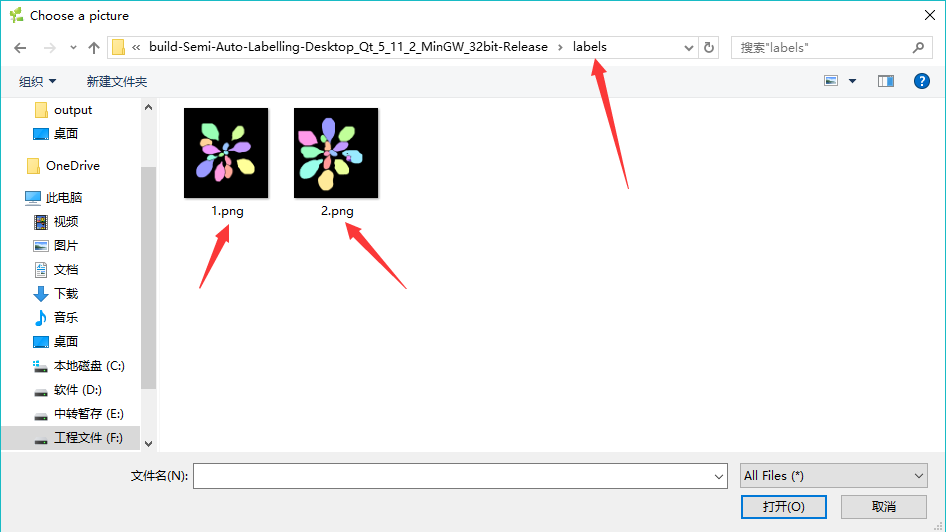 Choose a picture
« build-Semi-Auto-Labelling-Desktop_Qt_5_11_2_MinGW_32bit-Release › labels
搜索"labels"
组织
新建文件夹
output
桌面
OneDrive
此电脑
视频
图片
文档
下载
音乐
桌面
本地磁盘 (C:)
软件 (D:)
中转暂存 (E:)
工程文件 (F:)
1.png
2.png
文件名(N):
All Files (*)
打开(O)
取消